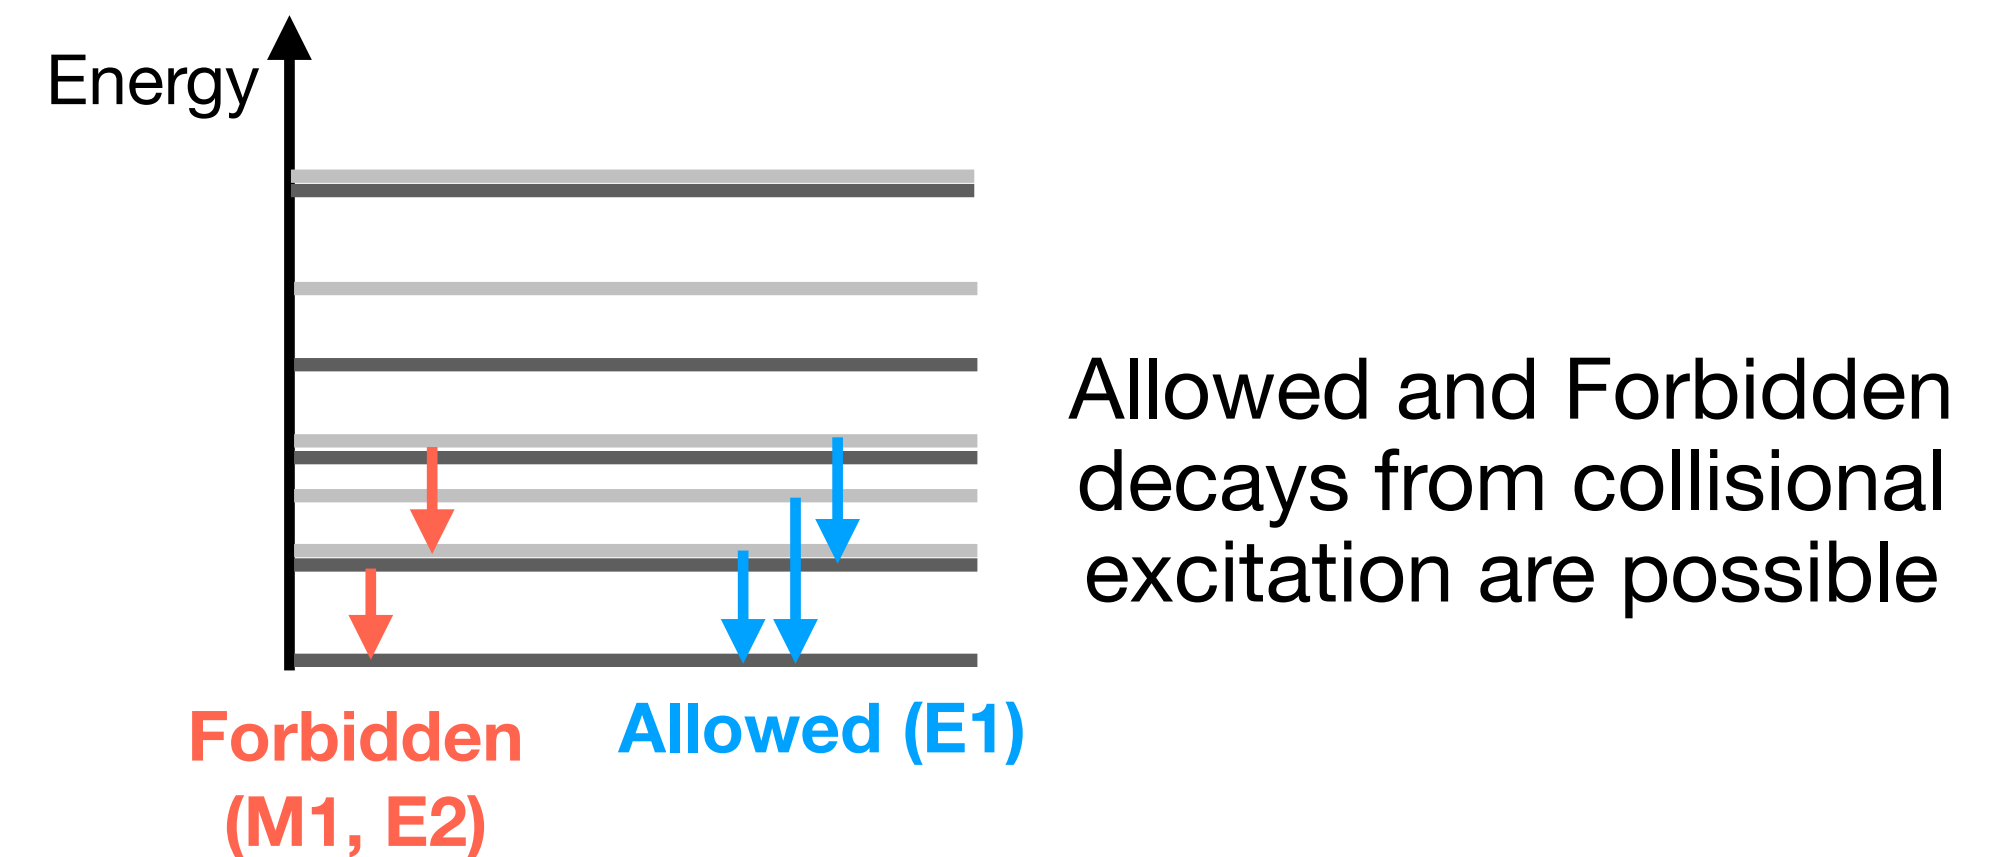 Energy
Allowed and Forbidden
decays from collisional
excitation are possible
Forbidden
(M1, E2)
Allowed (E1)